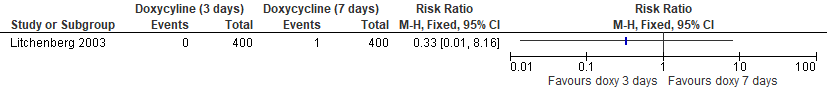 Doxycycline (3 days) Doxycycline (7 days) Risk Ratio Risk Ratio
Study or Subgroup Events Total Events Total M-H, Fixed, 95% CI M-H, Fixed, 95% CI
Litchenberg 2003 0 400 1 400 0.33 [0.01, 8.16]
0.01 0.1 1 10 100
Favours doxy 3 days Favours doxy 7 days